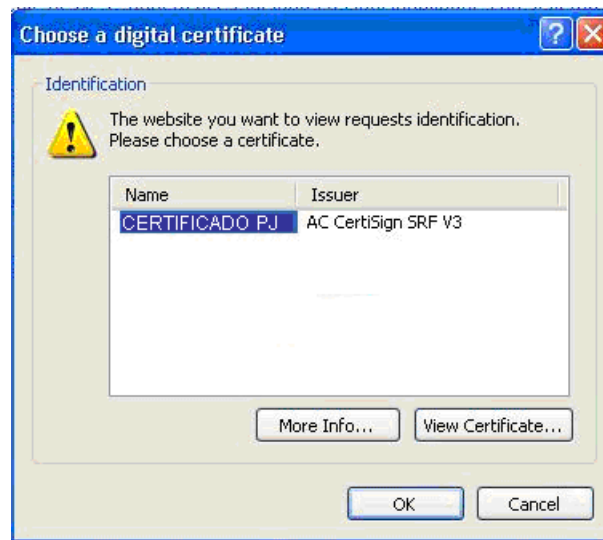 Choose a digital certificate
Identification
The website you want to view requests identification.
Please choose a certificate.
Name Issuer
CERTIFICADO PJ AC CertiSign SRF V3
More Info... View Certificate...
OK Cancel